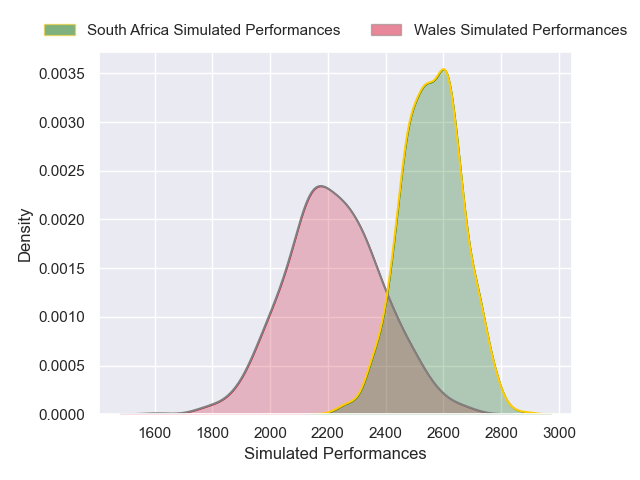 South Africa Simulated Performances
Wales Simulated Performances
0.0035
0.0030
0.0025
0.0020
0.0015
0.0010
0.0005
0.0000
Density
1600 1800 2000 2200 2400 2600 2800 3000
Simulated Performances